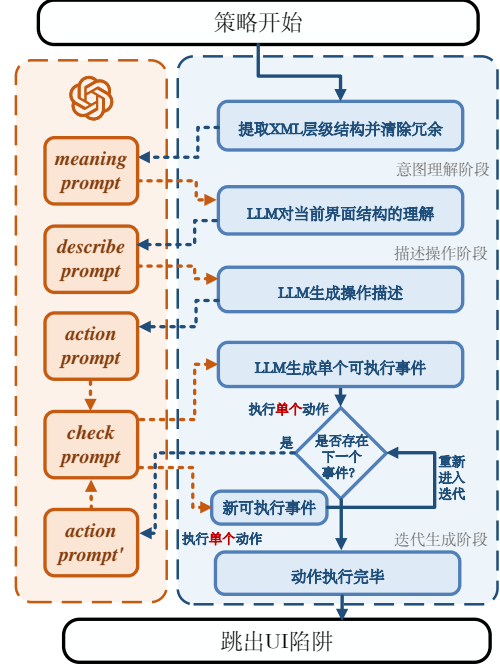 策略开始
提取XML层级结构并清除冗余
meaning
prompt
意图理解阶段
LLM对当前界面结构的理解
describe
prompt
描述操作阶段
LLM生成操作描述
action
prompt
LLM生成单个可执行事件
执行单个动作
check
prompt
是
是否存在
下一个
事件?
重新
进入
迭代
新可执行事件
action
prompt'
执行单个动作
迭代生成阶段
动作执行完毕
跳出UI陷阱